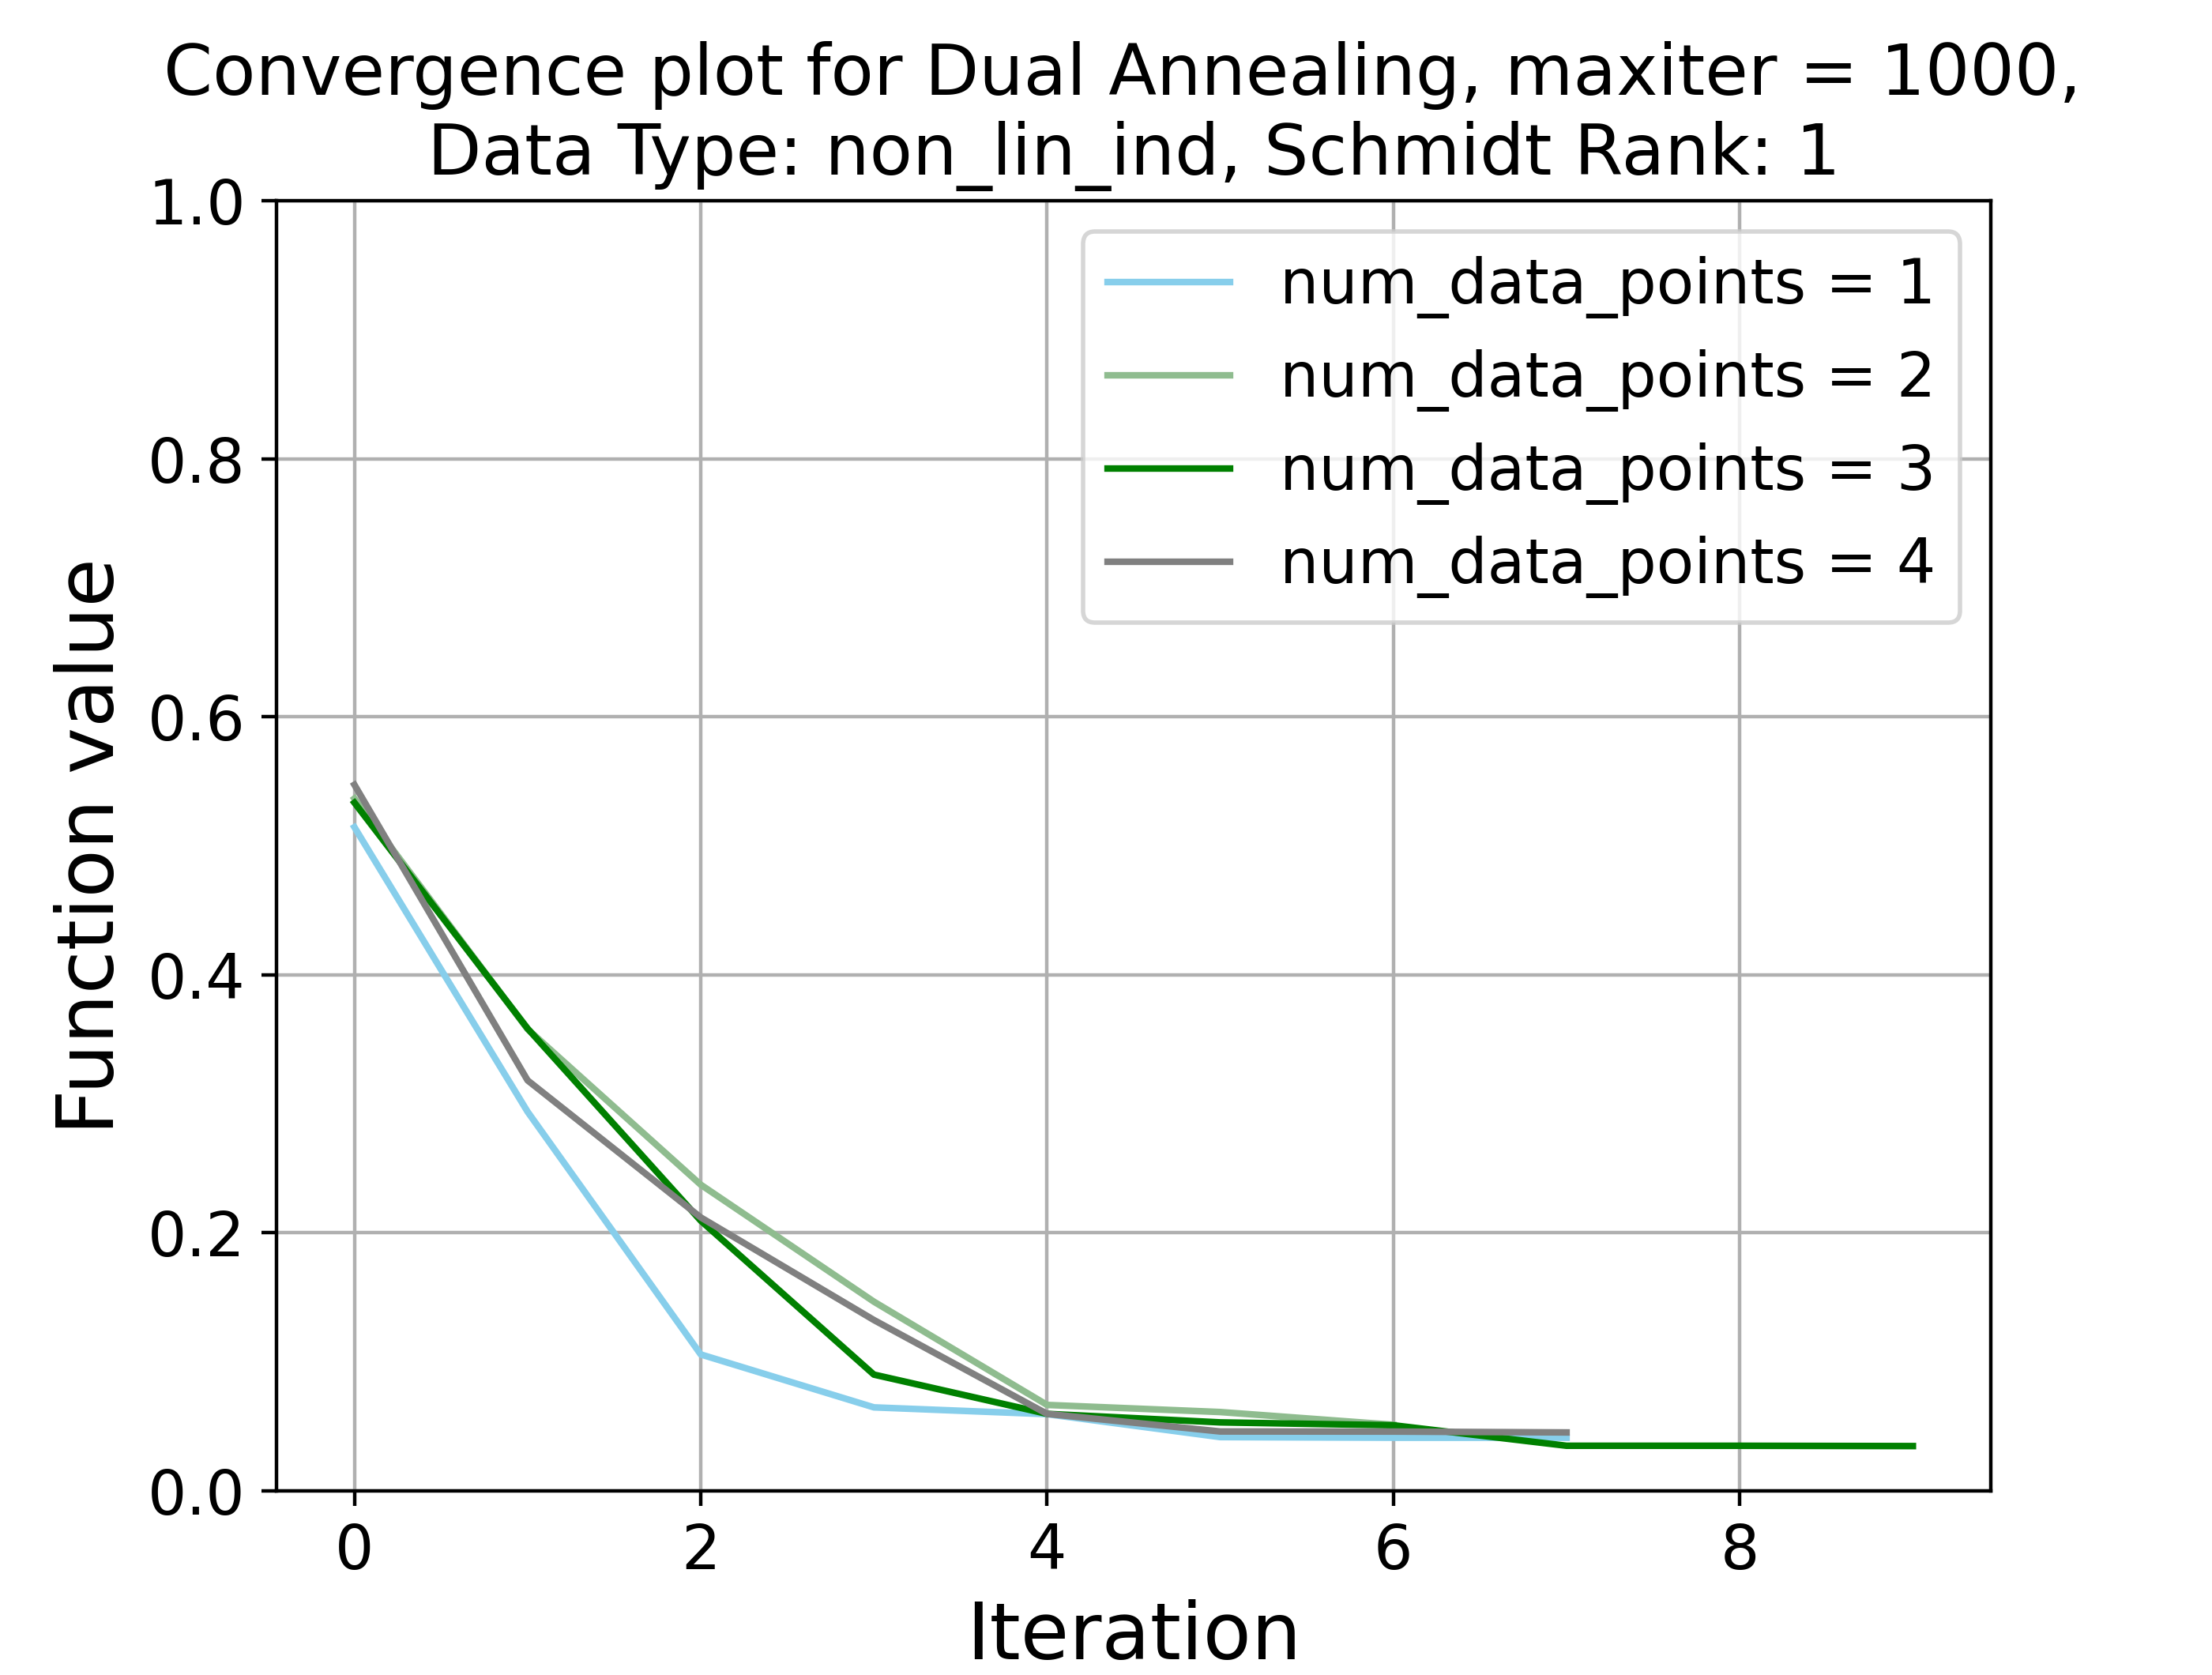 Convergence plot for Dual Annealing, maxiter = 1000,
Data Type: non_lin_ind, Schmidt Rank: 1
1.0
0.8
0.6
0.4
0.2
0.0
Function value
num_data_points = 1
num_data_points = 2
num_data_points = 3
num_data_points = 4
0 2 4 6 8
Iteration